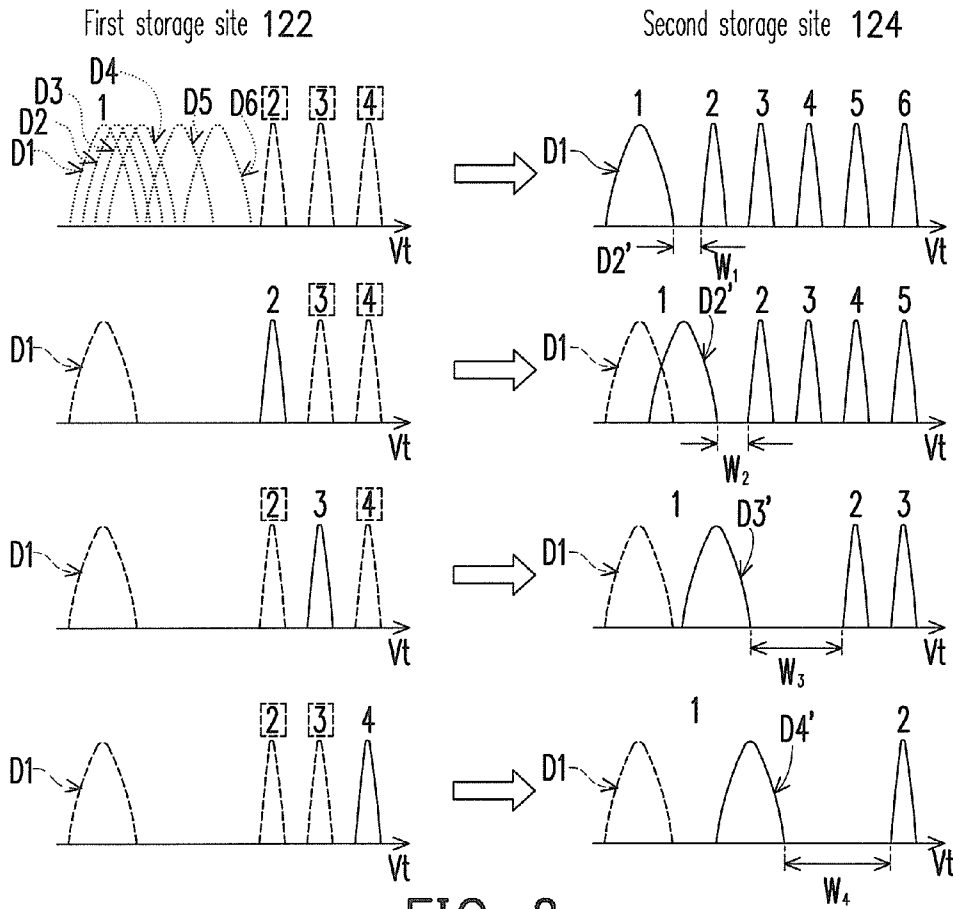 First storage site 122
Second storage site 124
D4
D3 1 D5 D6 2 3 4
D2
D1
Vt
1 2 3 4 5 6
D1
Vt
D2' W1
2 3 4
D1
Vt
1 D2' 2 3 4 5
D1
Vt
W2
2 3 4
D1
Vt
1 D3' 2 3
D1
Vt
W3
2 3 4
D1
Vt
1 D4' 2
D1
Vt
W4